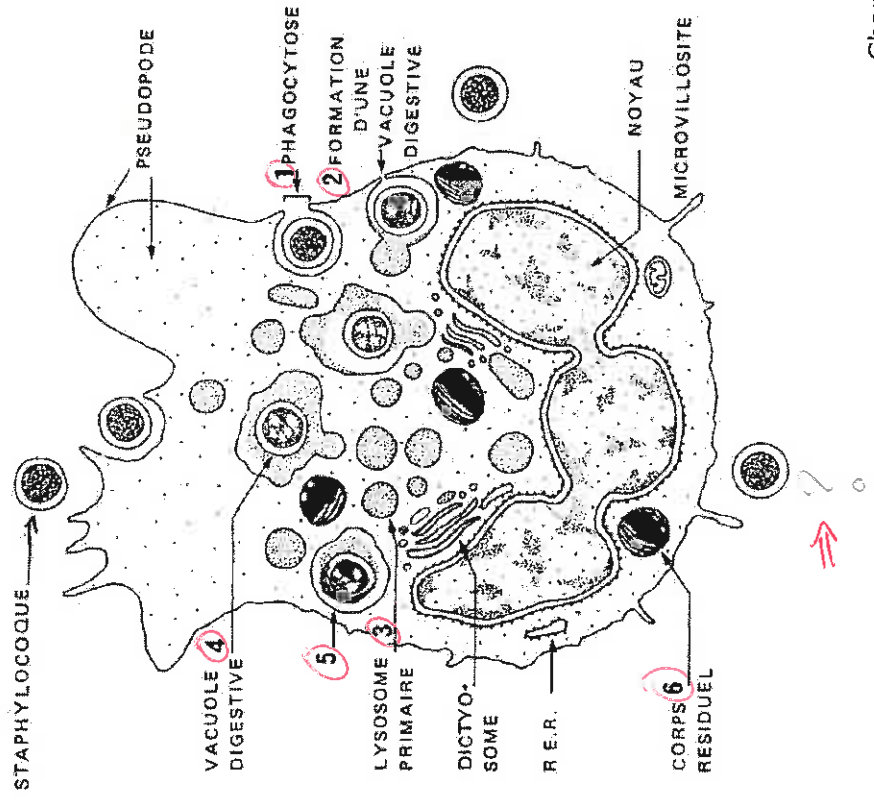 STAPHYLOCOQUE
VACUOLE 4
DIGESTIVE
5
LYSOSOME 3
PRIMAIRE
DICTYO-
SOME
R.E.R.
CORPS 6
RESIDUEL
PSEUDOPODE
1 PHAGOCYTOSE
2 FORMATION
D'UNE
VACUOLE
DIGESTIVE
NOYAU
MICROVILLOSITE
?